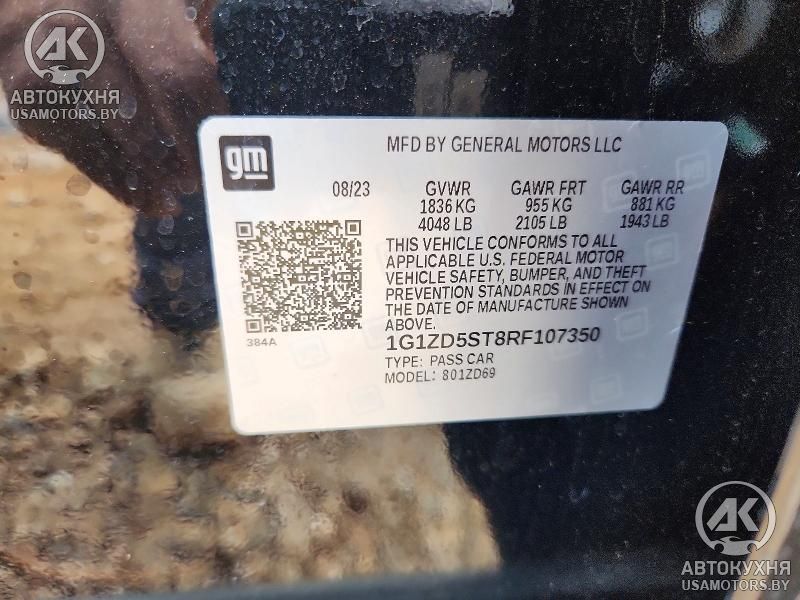 AK
АВТОКУХНЯ
USAMOTORS.BY
gm
MFD BY GENERAL MOTORS LLC
08/23 GVWR GAWR FRT GAWR RR
1836 KG 955 KG 881 KG
4048 LB 2105 LB 1943 LB
THIS VEHICLE CONFORMS TO ALL
APPLICABLE U.S. FEDERAL MOTOR
VEHICLE SAFETY, BUMPER, AND THEFT
PREVENTION STANDARDS IN EFFECT ON
THE DATE OF MANUFACTURE SHOWN
ABOVE.
384A
1G1ZD5ST8RF107350
TYPE: PASS CAR
MODEL: 801ZD69
AK
АВТОКУХНЯ
USAMOTORS.BY